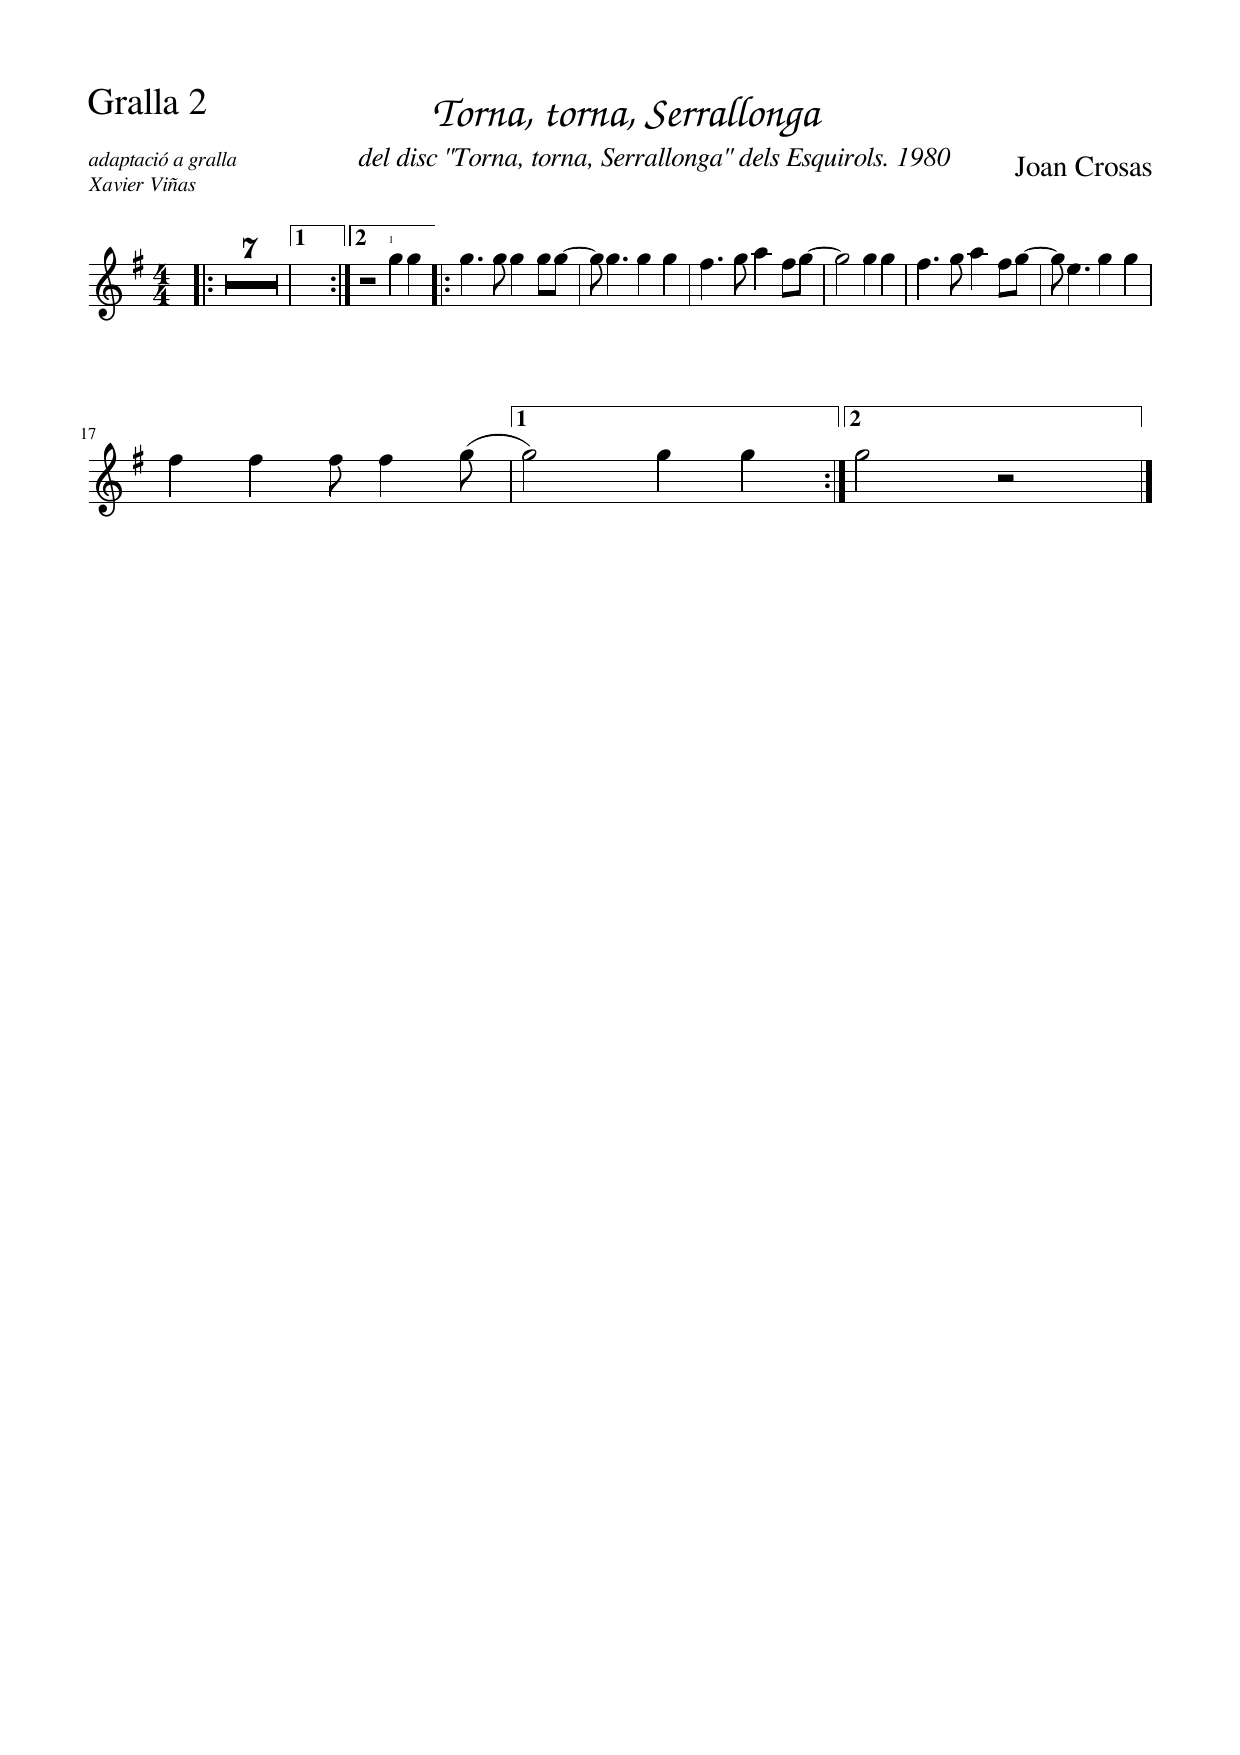 Gralla 2
Torna, torna, Serrallonga
del disc "Torna, torna, Serrallonga" dels Esquirols. 1980
adaptació a gralla
Xavier Viñas
Joan Crosas
7
1
2
1
4
4
17
1
2